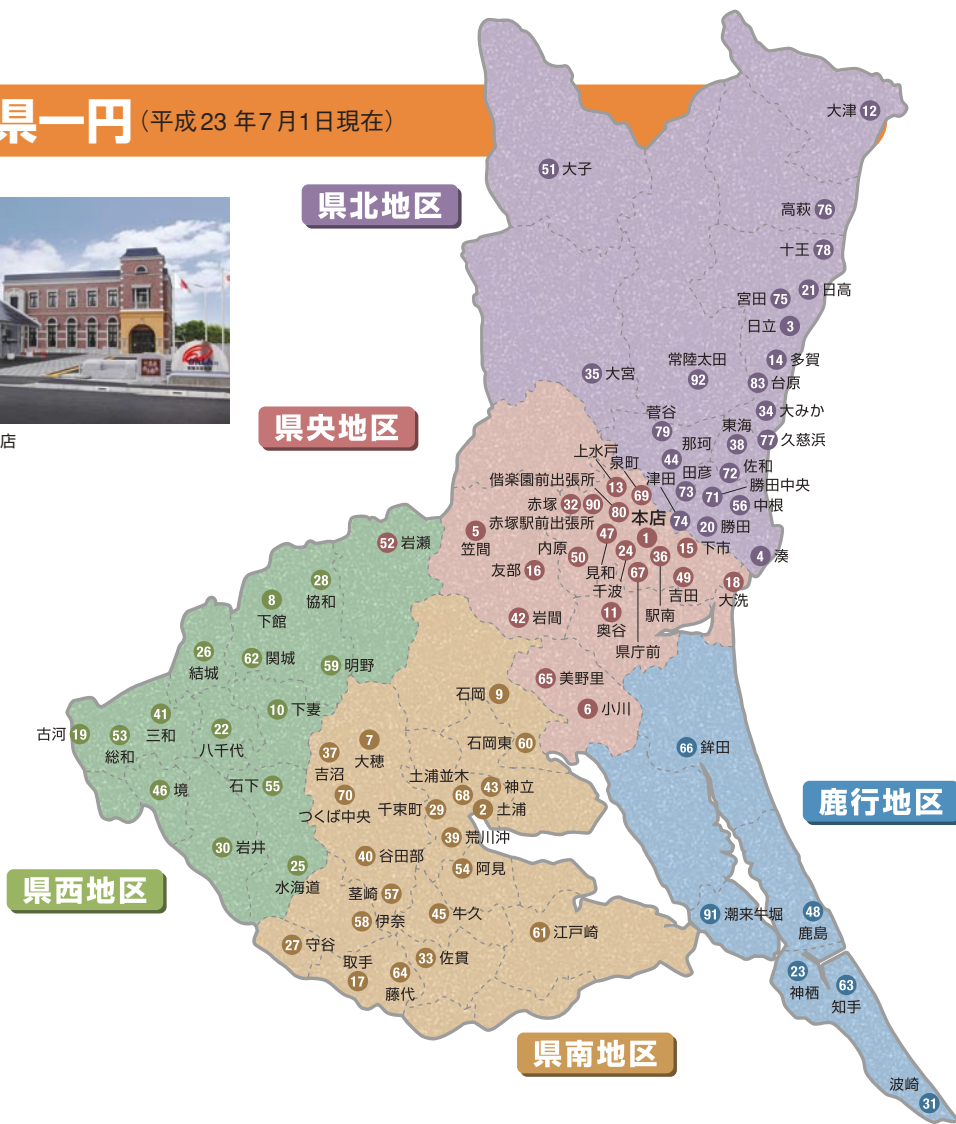 県一円(平成23年7月1日現在)
店
県北地区
大津 12
51 大子
高萩 76
十王 78
21 日高
宮田 75
日立 3
14 多賀
常陸太田
92
35 大宮
83 台原
34 大みか
菅谷
79
東海
38
77 久慈浜
那珂
44
72 佐和
田彦
73
71 勝田中央
56 中根
津田
74
20 勝田
4 湊
県央地区
上水戸
13
泉町
69
偕楽園前出張所
80
赤塚 32
90
赤塚駅前出張所
本店
1
5
笠間
47
見和
24
千波
36
駅南
15 下市
内原
50
友部 16
67
県庁前
49
吉田
18
大洗
42 岩間
11
奥谷
65 美野里
6 小川
52 岩瀬
28
協和
8
下館
26
結城
62 関城
59 明野
10 下妻
古河 19
53
総和
41
三和
22
八千代
46 境
石下 55
30 岩井
25
水海道
県西地区
石岡 9
石岡東 60
7
大穂
37
吉沼
70
つくば中央
土浦並木
68
43 神立
千束町 29
2 土浦
39 荒川沖
40 谷田部
54 阿見
茎崎 57
58 伊奈
45 牛久
61 江戸崎
27 守谷
取手
17
33 佐貫
64
藤代
県南地区
66 鉾田
鹿行地区
91 潮来牛堀
48
鹿島
23
神栖
63
知手
波崎
31